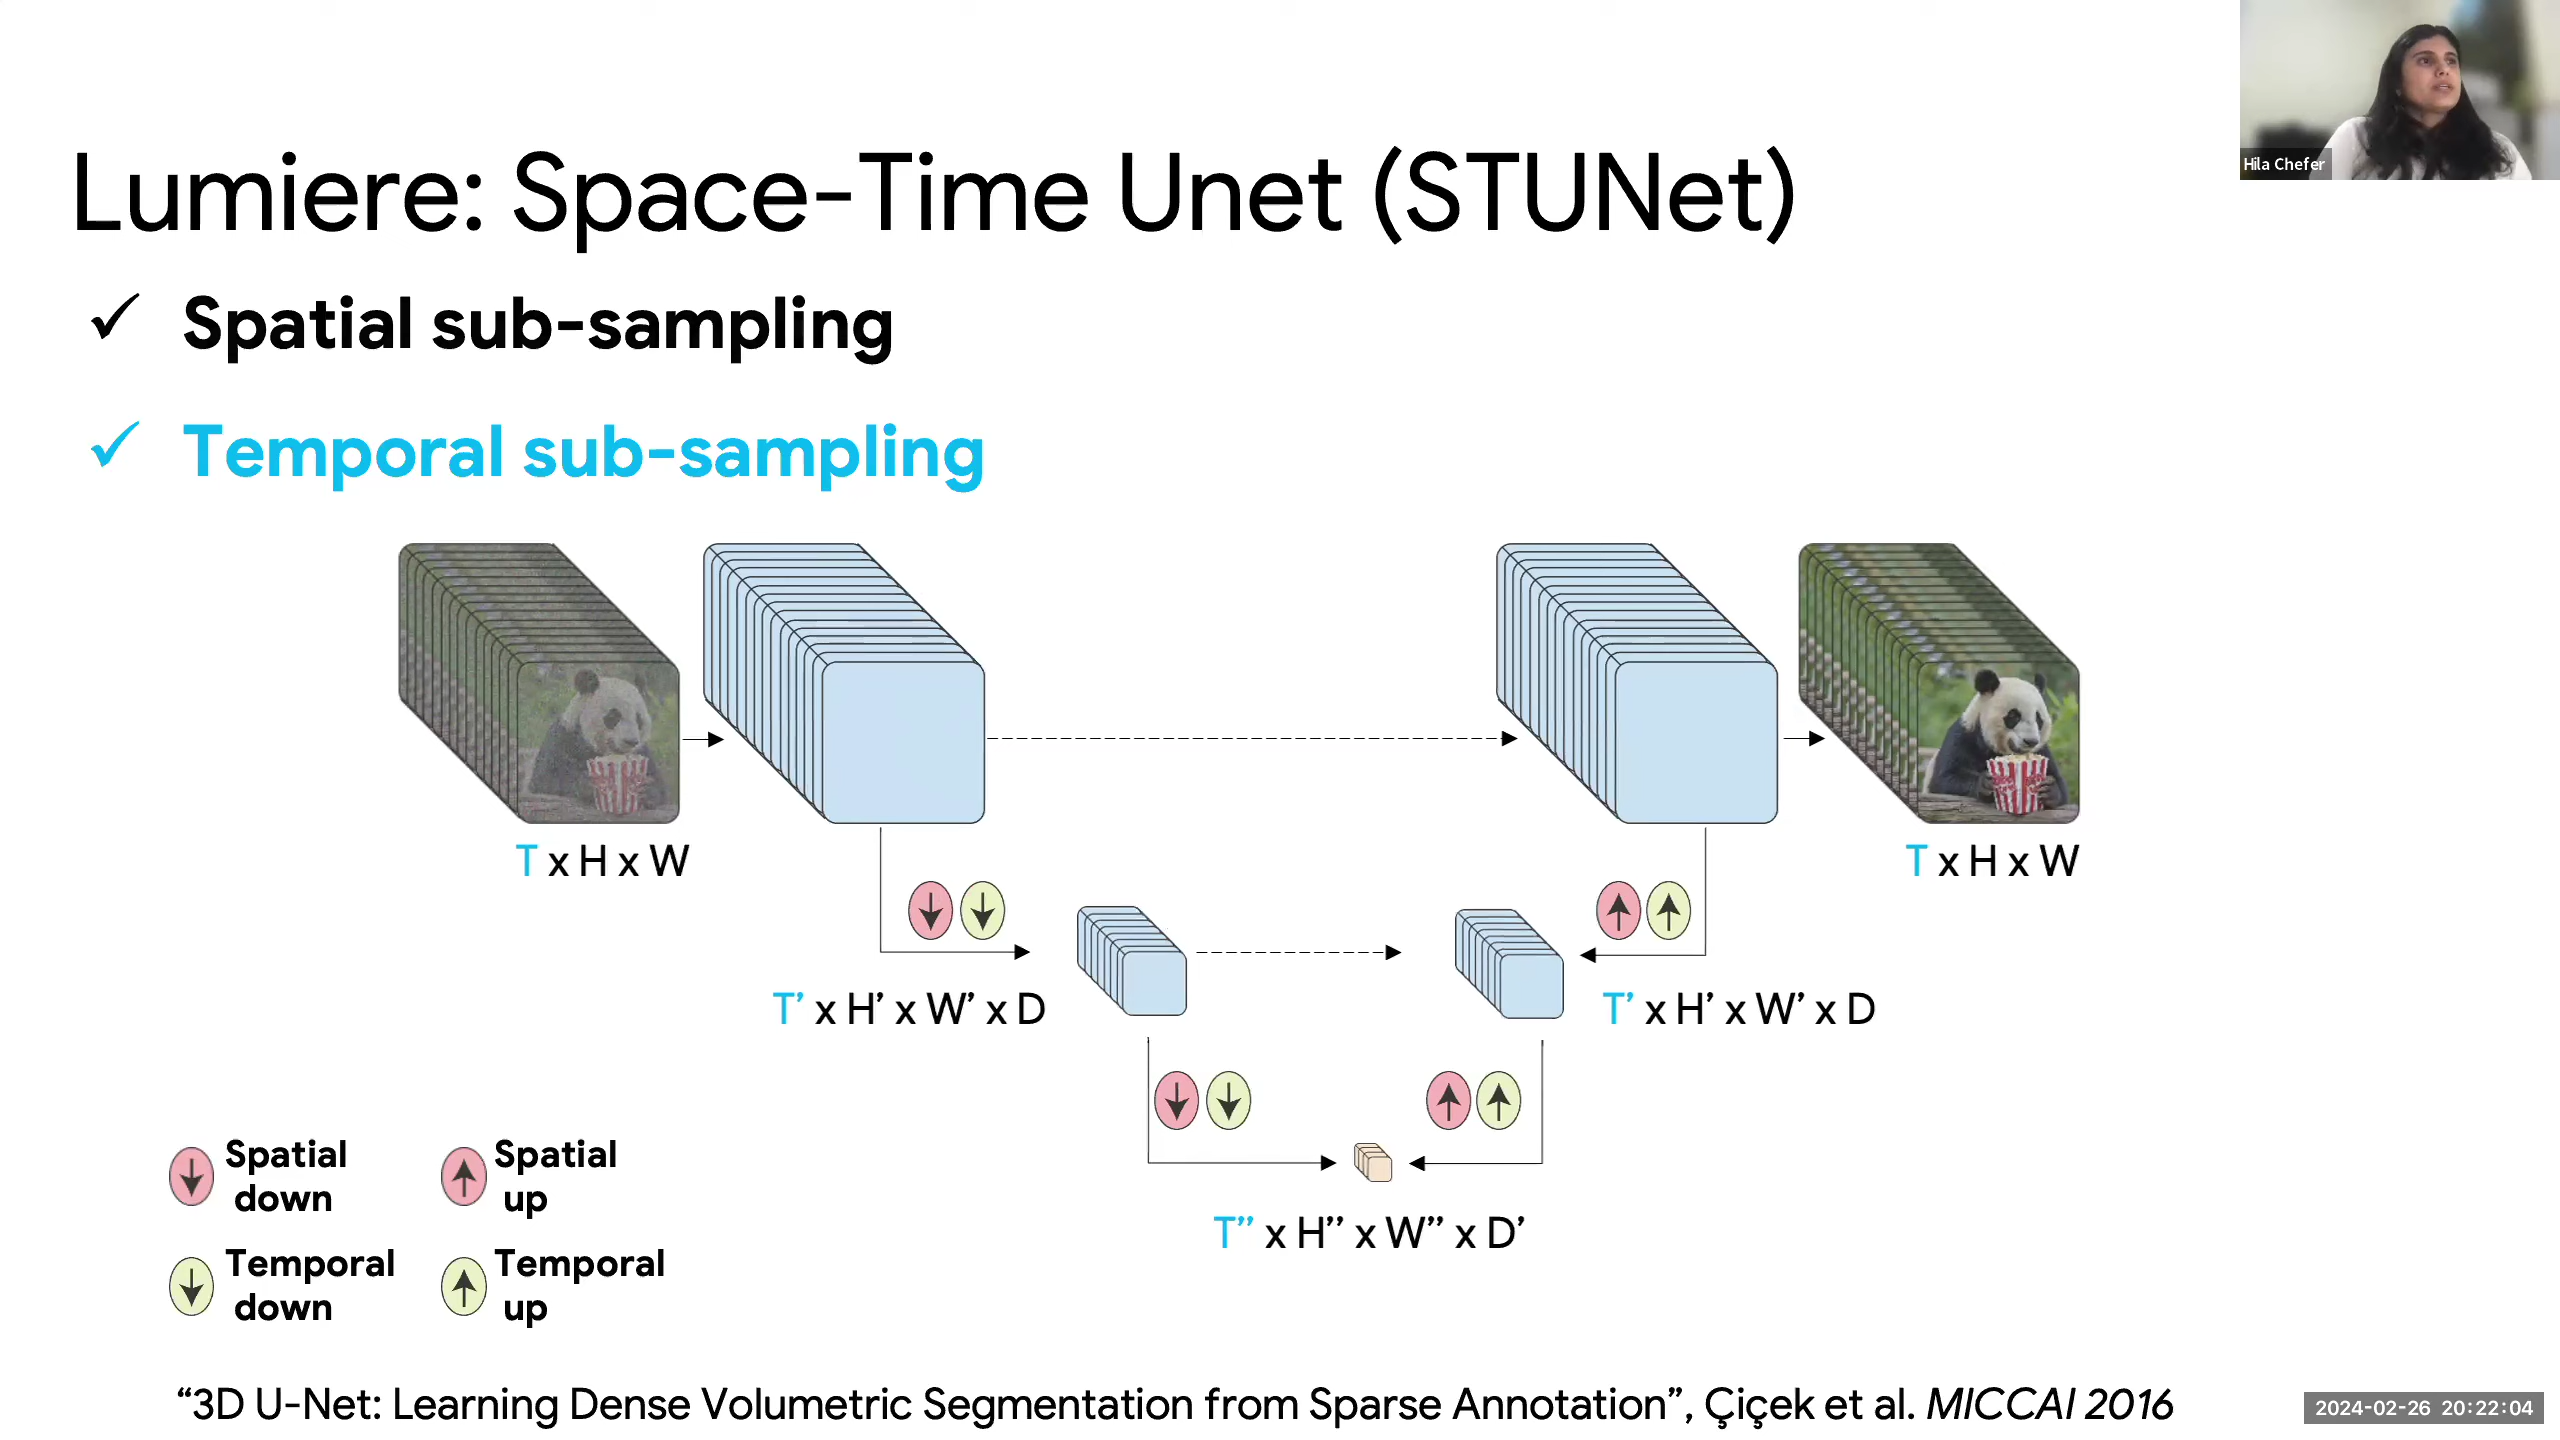 Hila Chefer
Lumiere: Space-Time Unet (STUNet)
✓ Spatial sub-sampling
✓ Temporal sub-sampling
T x H x W
T x H x W
T’ x H’ x W’ x D
T’ x H’ x W’ x D
T’’ x H’’ x W’’ x D’
Spatial
down
Spatial
up
Temporal
down
Temporal
up
“3D U-Net: Learning Dense Volumetric Segmentation from Sparse Annotation”, Çiçek et al. MICCAI 2016
2024-02-26 20:22:04